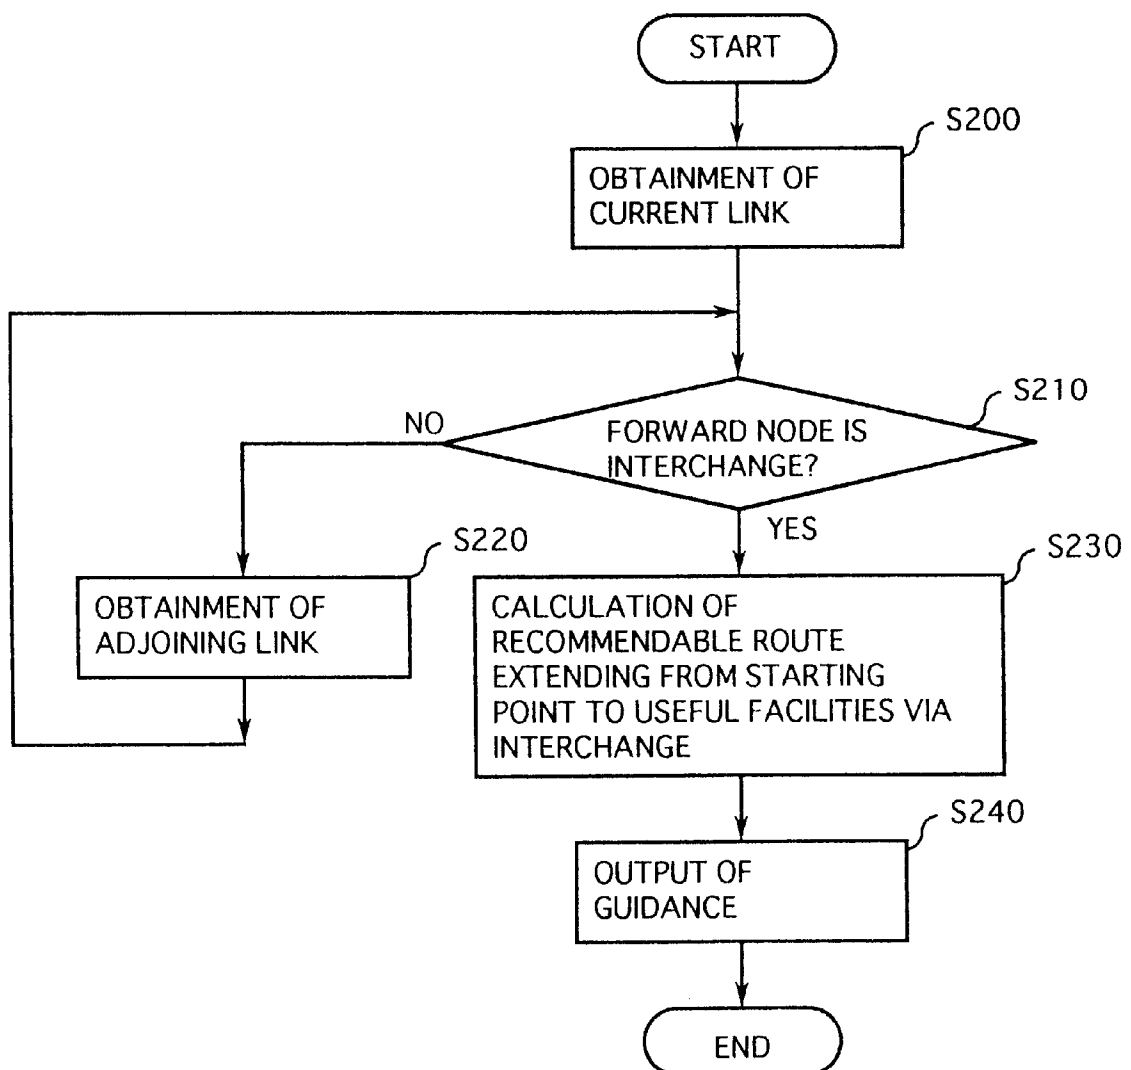 START
S200
OBTAINMENT OF
CURRENT LINK
S210
NO
FORWARD NODE IS
INTERCHANGE?
YES
S220
S230
OBTAINMENT OF
ADJOINING LINK
CALCULATION OF
RECOMMENDABLE ROUTE
EXTENDING FROM STARTING
POINT TO USEFUL FACILITIES VIA
INTERCHANGE
S240
OUTPUT OF
GUIDANCE
END